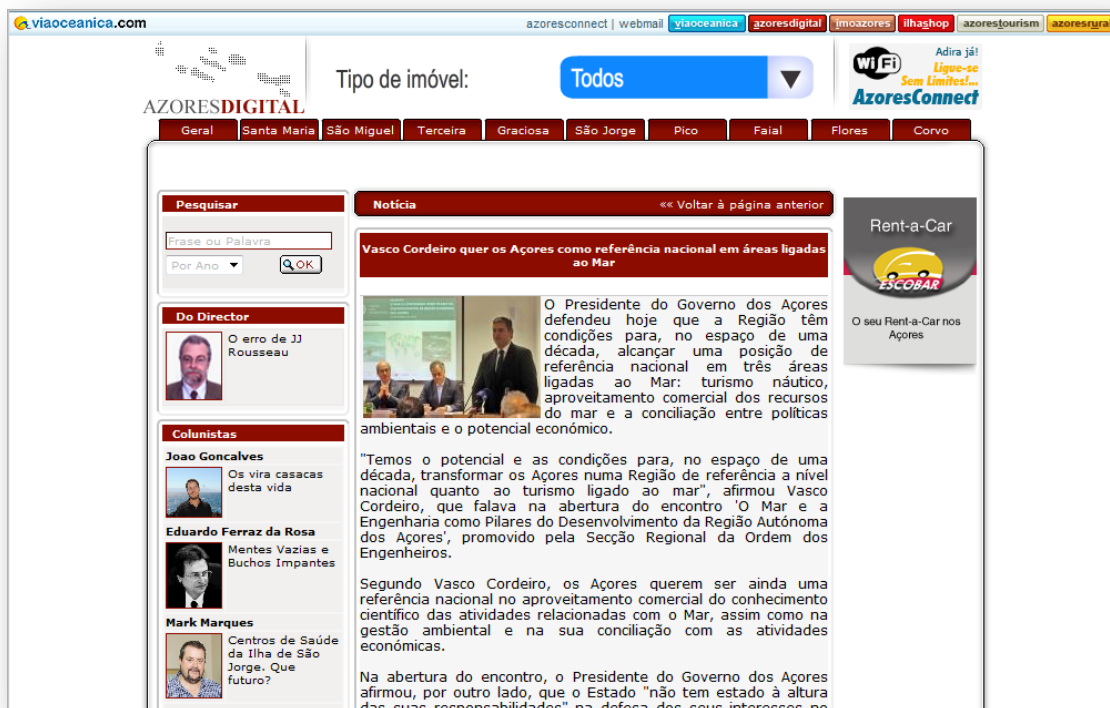 viaoceanica.com
azoresconnect | webmail viaoceanica azoresdigital imoazores ilhashop azorestourism azoresrural
AZORESDIGITAL
Tipo de imóvel:
Todos
WiFi
Adira já!
Ligue-se
Sem Limites!...
AzoresConnect
Geral Santa Maria São Miguel Terceira Graciosa São Jorge Pico Faial Flores Corvo
Pesquisar
Frase ou Palavra
Por Ano
OK
Do Director
O erro de JJ
Rousseau
Colunistas
Joao Goncalves
Os vira casacas
desta vida
Eduardo Ferraz da Rosa
Mentes Vazias e
Buchos Impantes
Mark Marques
Centros de Saúde
da Ilha de São
Jorge. Que
futuro?
Notícia
«« Voltar à página anterior
Vasco Cordeiro quer os Açores como referência nacional em áreas ligadas
ao Mar
O Presidente do Governo dos Açores
defendeu hoje que a Região têm
condições para, no espaço de uma
década, alcançar uma posição de
referência nacional em três áreas
ligadas ao Mar: turismo náutico,
aproveitamento comercial dos recursos
do mar e a conciliação entre políticas
ambientais e o potencial económico.
"Temos o potencial e as condições para, no espaço de uma
década, transformar os Açores numa Região de referência a nível
nacional quanto ao turismo ligado ao mar", afirmou Vasco
Cordeiro, que falava na abertura do encontro 'O Mar e a
Engenharia como Pilares do Desenvolvimento da Região Autónoma
dos Açores', promovido pela Secção Regional da Ordem dos
Engenheiros.
Segundo Vasco Cordeiro, os Açores querem ser ainda uma
referência nacional no aproveitamento comercial do conhecimento
científico das atividades relacionadas com o Mar, assim como na
gestão ambiental e na sua conciliação com as atividades
económicas.
Na abertura do encontro, o Presidente do Governo dos Açores
afirmou, por outro lado, que o Estado "não tem estado à altura
das suas responsabilidades" na defesa dos seus interesses no
Rent-a-Car
ESCOBAR
O seu Rent-a-Car nos
Açores